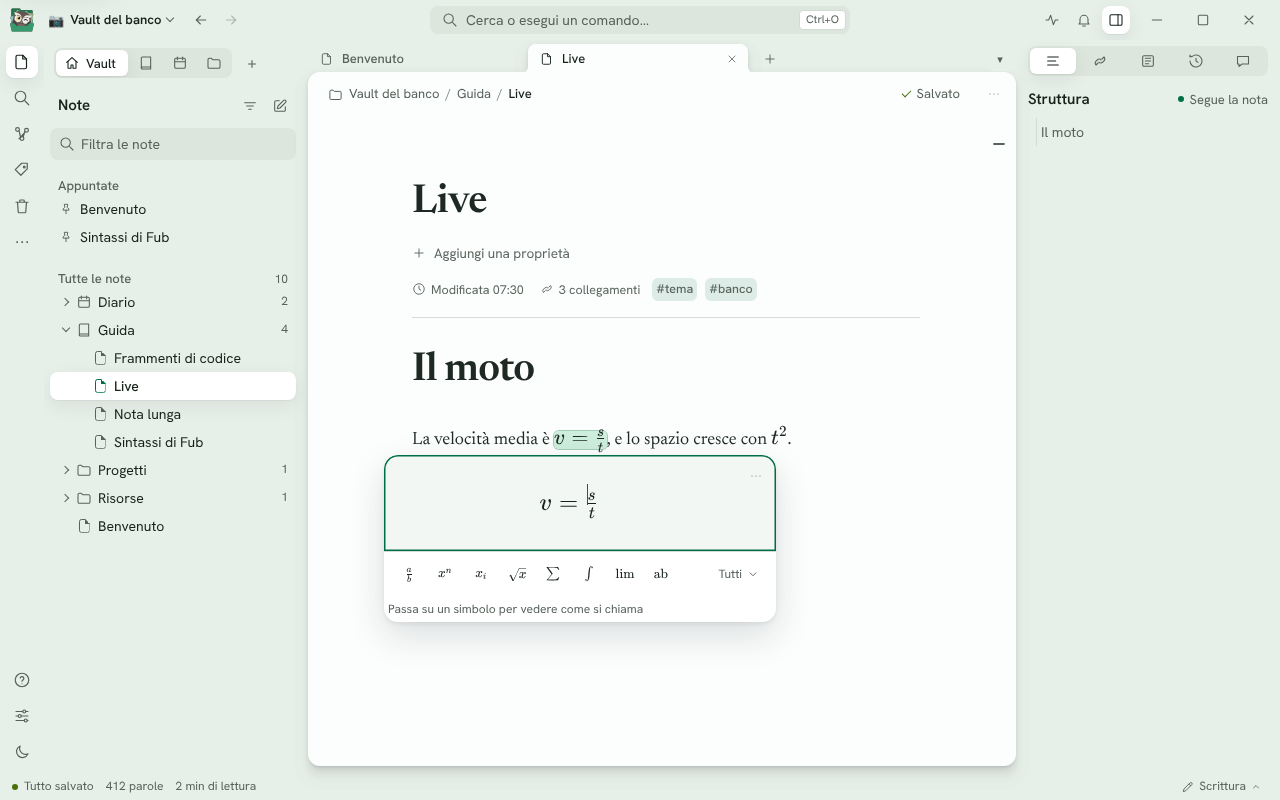 Vault del banco
Cerca o esegui un comando...
Ctrl+O
Vault
Note
Filtra le note
Appuntate
Benvenuto
Sintassi di Fub
Tutte le note 10
Diario 2
Guida 4
Frammenti di codice
Live
Nota lunga
Sintassi di Fub
Progetti 1
Risorse 1
Benvenuto
Benvenuto
Live
Vault del banco / Guida / Live
Salvato
Live
Aggiungi una proprietà
Modificata 07:30 3 collegamenti #tema #banco
Il moto
La velocità media è v = s/t, e lo spazio cresce con t².
v = s/t
a/b xⁿ xᵢ √x ∑ ∫ lim ab Tutti
Passa su un simbolo per vedere come si chiama
Struttura
Segue la nota
Il moto
Tutto salvato 412 parole 2 min di lettura
Scrittura